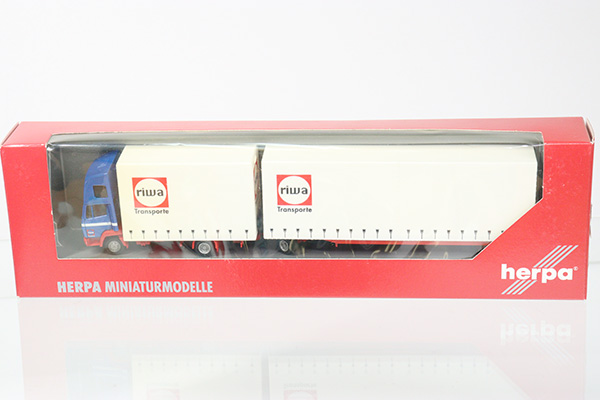 riwa
Transporte
riwa
Transporte
herpa
HERPA MINIATURMODELLE